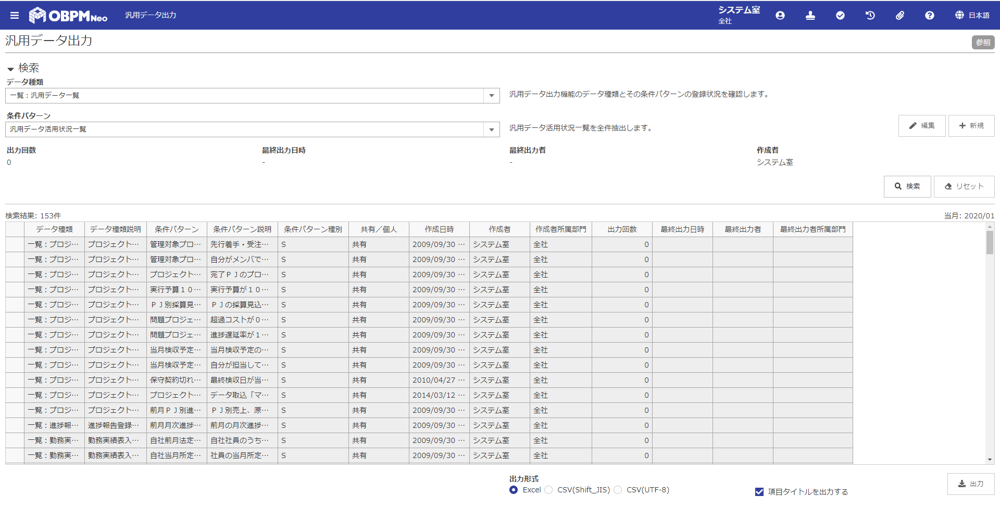 OBPM Neo 汎用データ出力 システム室 日本語
全社
汎用データ出力 参照
検索
データ種類
一覧：汎用データ一覧 汎用データ出力機能のデータ種類とその条件パターンの登録状況を確認します。
条件パターン
汎用データ活用状況一覧 汎用データ活用状況一覧を全件抽出します。 編集 新規
出力回数 最終出力日時 最終出力者 作成者
0 - - システム室
検索 リセット
検索結果: 153件 当月: 2020/01
データ種類 データ種類説明 条件パターン 条件パターン説明 条件パターン種別 共有／個人 作成日時 作成者 作成者所属部門 出力回数 最終出力日時 最終出力者 最終出力者所属部門
一覧：プロジ… プロジェクト… 管理対象プロ… 先行着手・受注… S 共有 2009/09/30 … システム室 全社 0
一覧：プロジ… プロジェクト… 管理対象プロ… 自分がメンバで… S 共有 2009/09/30 … システム室 全社 0
一覧：プロジ… プロジェクト… プロジェクト… 完了ＰＪのプロ… S 共有 2009/09/30 … システム室 全社 0
一覧：プロジ… プロジェクト… 実行予算１０… 実行予算が１０… S 共有 2009/09/30 … システム室 全社 0
一覧：プロジ… プロジェクト… ＰＪ別採算見… ＰＪの採算見込… S 共有 2009/09/30 … システム室 全社 0
一覧：プロジ… プロジェクト… 問題プロジェ… 超過コストが０… S 共有 2009/09/30 … システム室 全社 0
一覧：プロジ… プロジェクト… 問題プロジェ… 進捗遅延率が１… S 共有 2009/09/30 … システム室 全社 0
一覧：プロジ… プロジェクト… 当月検収予定… 当月検収予定の… S 共有 2009/09/30 … システム室 全社 0
一覧：プロジ… プロジェクト… 当月検収予定… 自分が担当して… S 共有 2009/09/30 … システム室 全社 0
一覧：プロジ… プロジェクト… 保守契約切れ… 最終検収日が当… S 共有 2010/04/27 … システム室 全社 0
一覧：プロジ… プロジェクト… プロジェクト… データ取込「マ… S 共有 2014/03/12 … システム室 全社 0
一覧：プロジ… プロジェクト… 前月ＰＪ別進… ＰＪ別売上、原… S 共有 2009/09/30 … システム室 全社 0
一覧：進捗報… 進捗報告登録… 前月月次進捗… 前月の月次進捗… S 共有 2009/09/30 … システム室 全社 0
一覧：勤務実… 勤務実績表入… 自社前月法定… 自社社員のうち… S 共有 2009/09/30 … システム室 全社 0
一覧：勤務実… 勤務実績表入… 自社当月所定… 社員の当月所定… S 共有 2009/09/30 … システム室 全社 0
出力形式
Excel CSV(Shift_JIS) CSV(UTF-8) 項目タイトルを出力する 出力